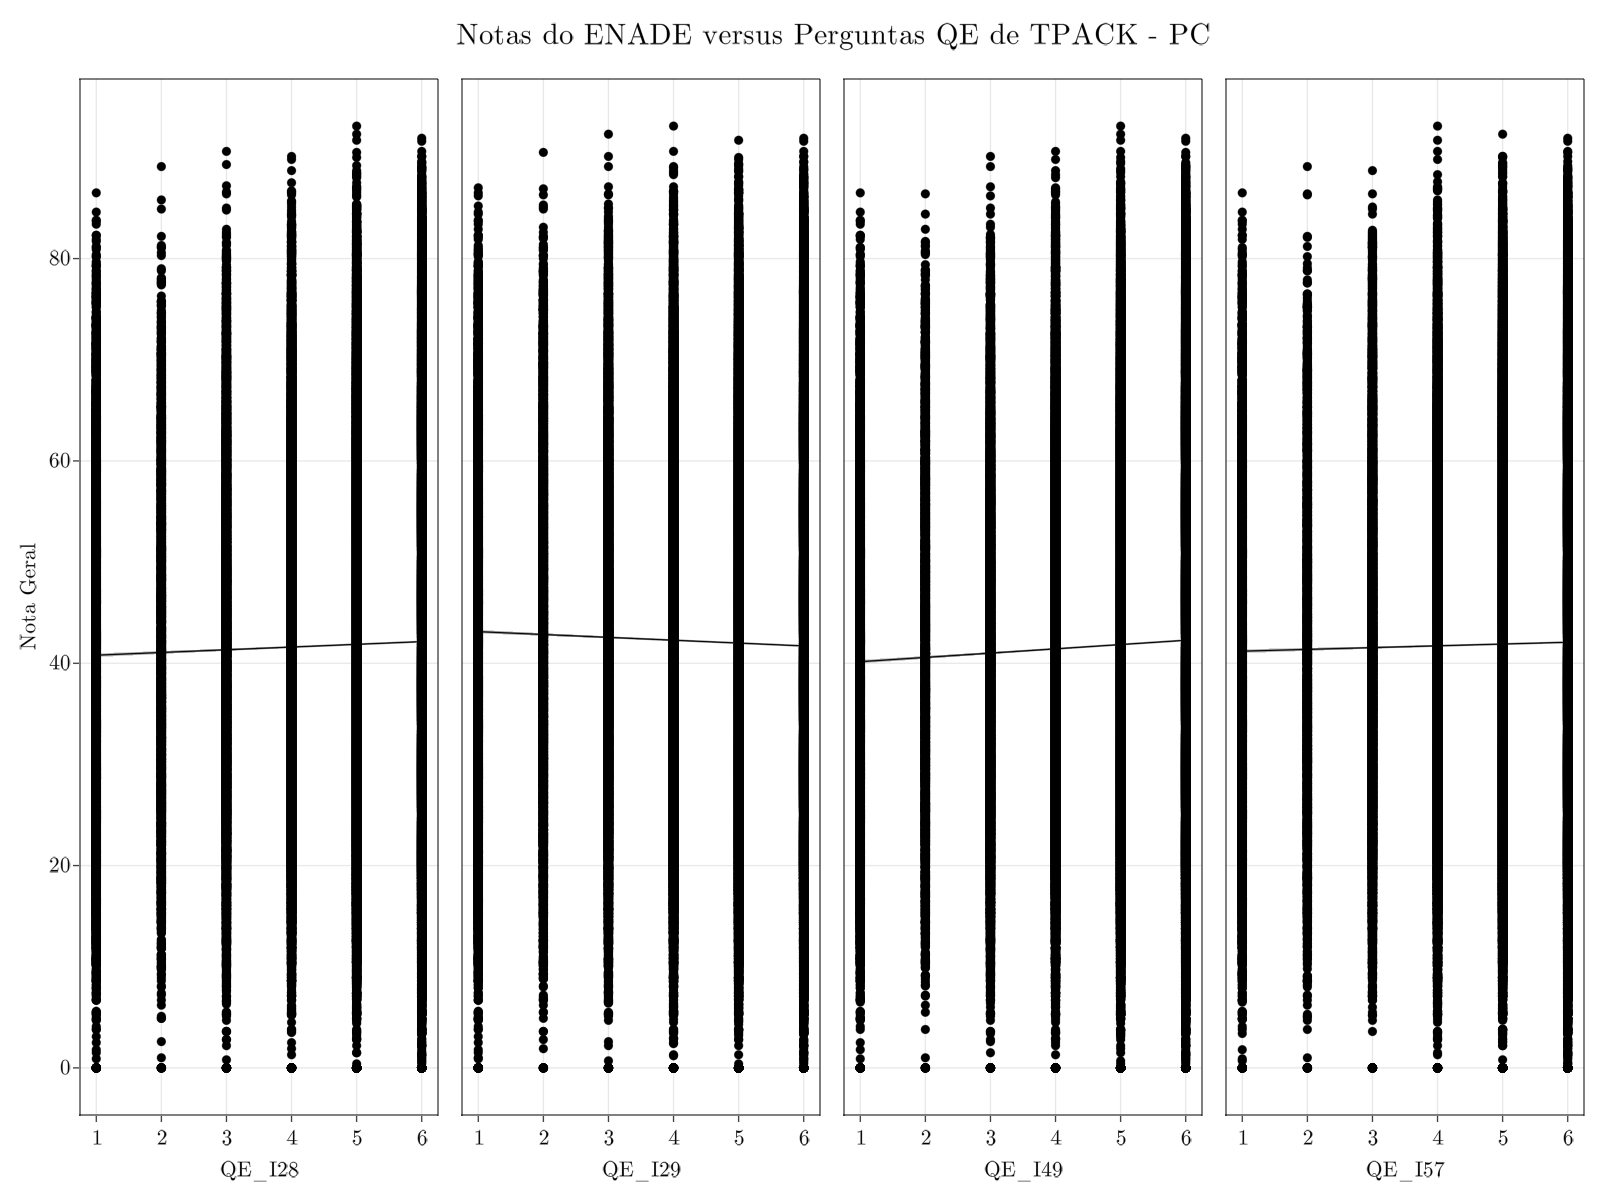 Notas do ENADE versus Perguntas QE de TPACK - PC
Nota Geral
80
60
40
20
0
1 2 3 4 5 6
QE_I28
1 2 3 4 5 6
QE_I29
1 2 3 4 5 6
QE_I49
1 2 3 4 5 6
QE_I57